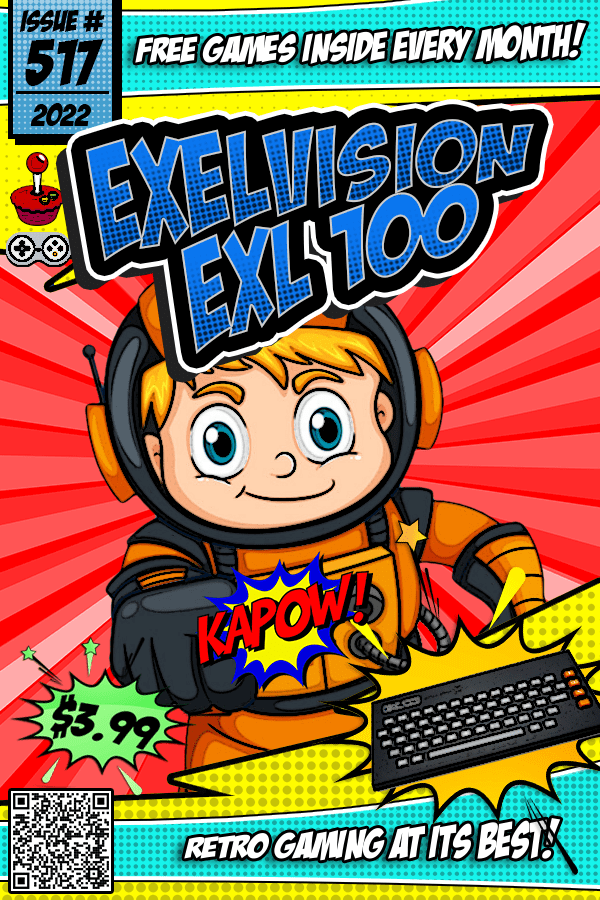 ISSUE #
517
2022
FREE GAMES INSIDE EVERY MONTH!
EXELVISION
EXL 100
KAPOW!
$3.99
RETRO GAMING AT ITS BEST!